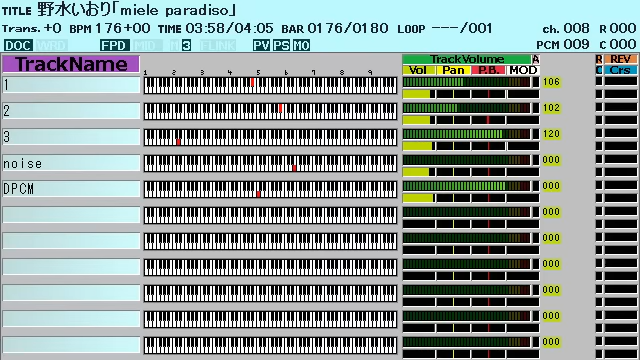 TITLE 野水いおり「miele paradiso」
Trans.+0 BPM 176+00 TIME 03:58/04:05 BAR 0176/0180 LOOP ---/001 ch. 008 R 000
DOC WRD FPD MID M 3 FLINK PV PS MO PCM 009 C 000
TrackName 1 2 3 4 5 6 7 8 9 TrackVolume A R REV
Vol Pan P.B. MOD C Crs
1 106
2 102
3 120
noise 000
DPCM 000
000
000
000
000
000
000